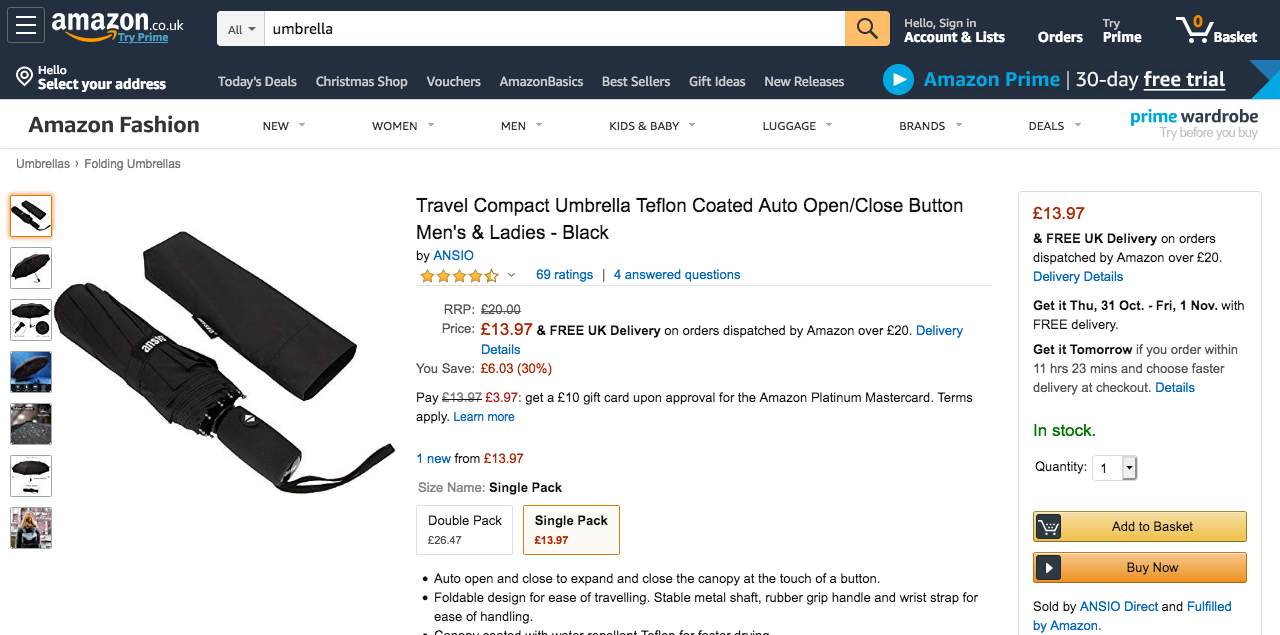 amazon.co.uk
Try Prime
All
umbrella
Hello, Sign in
Account & Lists
Orders
Try
Prime
0
Basket
Hello
Select your address
Today's Deals
Christmas Shop
Vouchers
AmazonBasics
Best Sellers
Gift Ideas
New Releases
Amazon Prime | 30-day free trial
Amazon Fashion
NEW
WOMEN
MEN
KIDS & BABY
LUGGAGE
BRANDS
DEALS
prime wardrobe
Try before you buy
Umbrellas › Folding Umbrellas
ansio
Travel Compact Umbrella Teflon Coated Auto Open/Close Button
Men's & Ladies - Black
by ANSIO
69 ratings | 4 answered questions
RRP: £20.00
Price: £13.97 & FREE UK Delivery on orders dispatched by Amazon over £20. Delivery
Details
You Save: £6.03 (30%)
Pay £13.97 £3.97: get a £10 gift card upon approval for the Amazon Platinum Mastercard. Terms
apply. Learn more
1 new from £13.97
Size Name: Single Pack
Double Pack
£26.47
Single Pack
£13.97
• Auto open and close to expand and close the canopy at the touch of a button.
• Foldable design for ease of travelling. Stable metal shaft, rubber grip handle and wrist strap for
ease of handling.
• Canopy coated with water repellent Teflon for faster drying
£13.97
& FREE UK Delivery on orders
dispatched by Amazon over £20.
Delivery Details
Get it Thu, 31 Oct. - Fri, 1 Nov. with
FREE delivery.
Get it Tomorrow if you order within
11 hrs 23 mins and choose faster
delivery at checkout. Details
In stock.
Quantity: 1
Add to Basket
Buy Now
Sold by ANSIO Direct and Fulfilled
by Amazon.